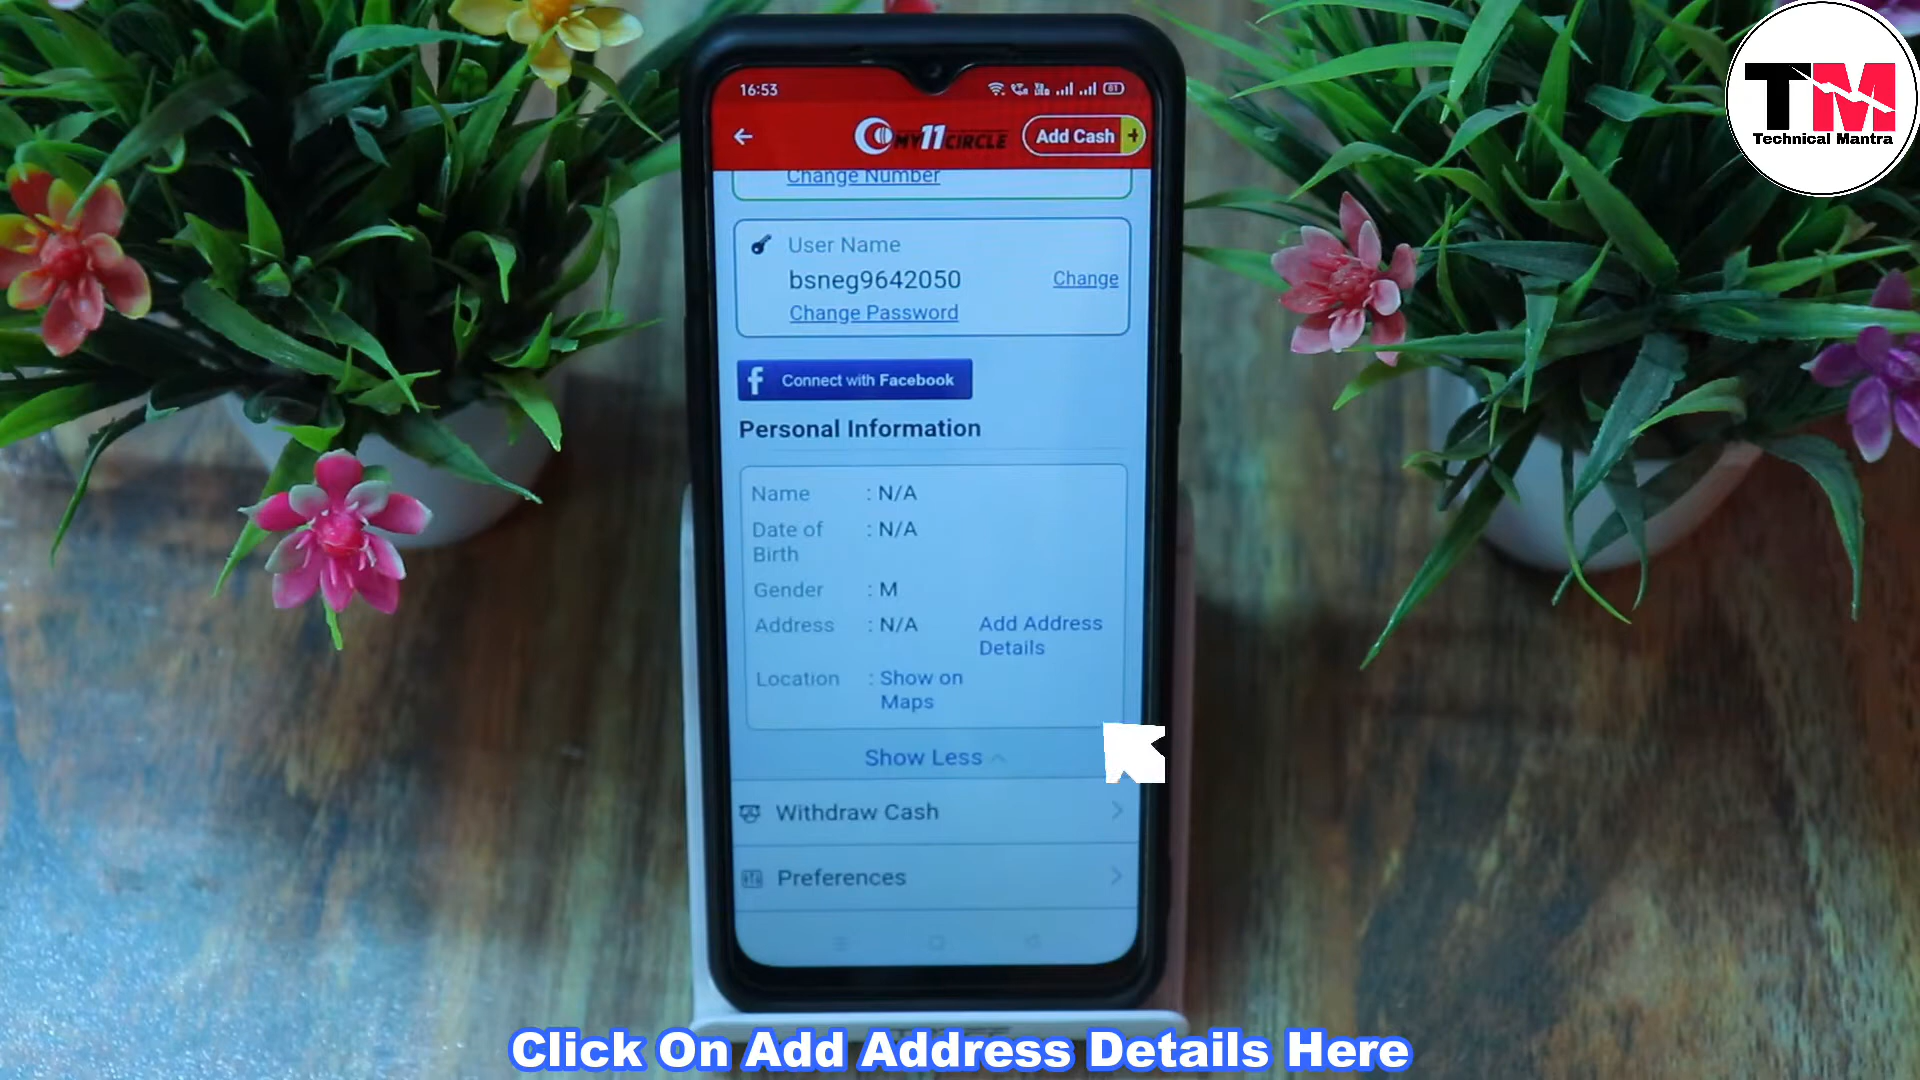 TM
Technical Mantra
16:53
81
MY11CIRCLE
Add Cash +
Change Number
User Name
bsneg9642050
Change
Change Password
f Connect with Facebook
Personal Information
Name : N/A
Date of Birth : N/A
Gender : M
Address : N/A Add Address
Details
Location : Show on
Maps
Show Less
Withdraw Cash
Preferences
Click On Add Address Details Here